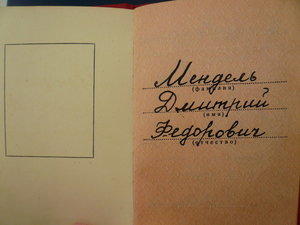 Мендель
(фамилия)
Дмитрий
(имя)
Федорович
(отчество)